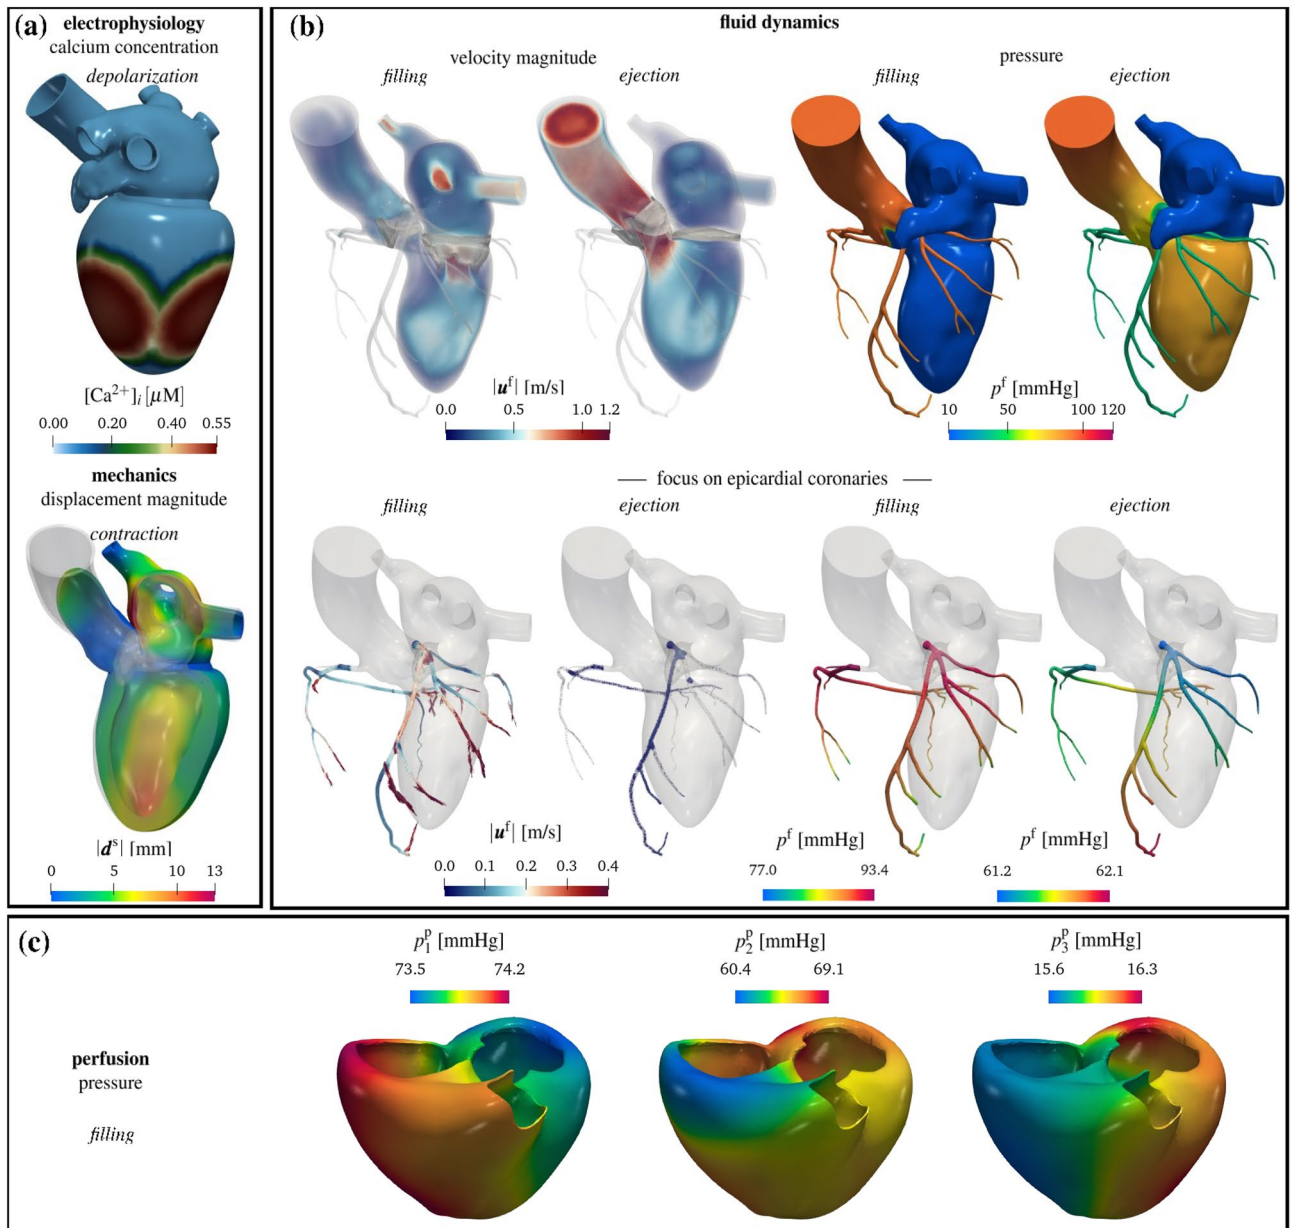 (a)
electrophysiology
calcium concentration
depolarization
[Ca²⁺]ᵢ [μM]
0.00 0.20 0.40 0.55
mechanics
displacement magnitude
contraction
|dˢ| [mm]
0 5 10 13
(b)
fluid dynamics
velocity magnitude
pressure
filling ejection filling ejection
|uᶠ| [m/s]
0.0 0.5 1.0 1.2
pᶠ [mmHg]
10 50 100 120
focus on epicardial coronaries
filling ejection filling ejection
|uᶠ| [m/s]
0.0 0.1 0.2 0.3 0.4
pᶠ [mmHg]
77.0 93.4
pᶠ [mmHg]
61.2 62.1
(c)
p₁ᵖ [mmHg] p₂ᵖ [mmHg] p₃ᵖ [mmHg]
73.5 74.2 60.4 69.1 15.6 16.3
perfusion
pressure
filling